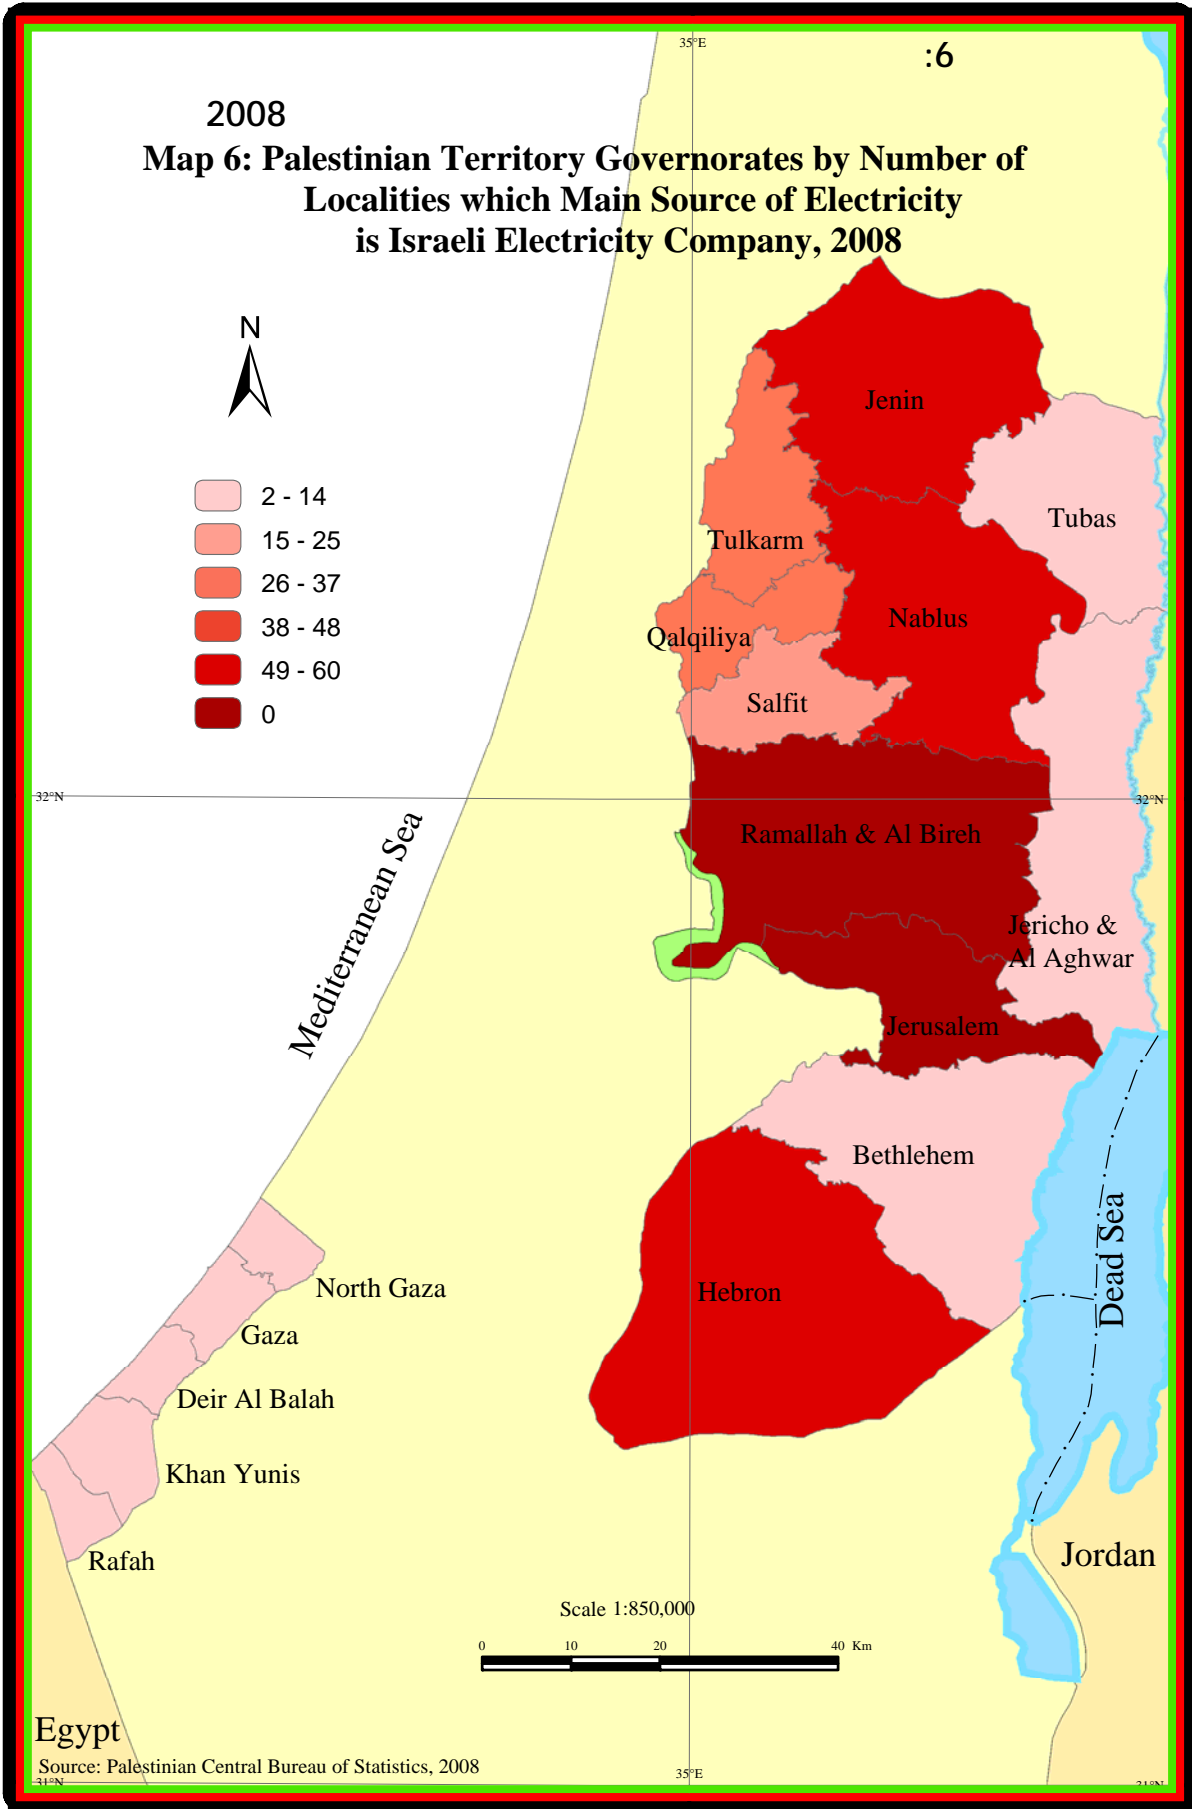 35°E
:6
2008
Map 6: Palestinian Territory Governorates by Number of
Localities which Main Source of Electricity
is Israeli Electricity Company, 2008
N
2 - 14
15 - 25
26 - 37
38 - 48
49 - 60
0
Jenin
Tubas
Tulkarm
Nablus
Qalqiliya
Salfit
32°N
32°N
Ramallah & Al Bireh
Mediterranean Sea
Jericho &
Al Aghwar
Jerusalem
Bethlehem
Dead Sea
Hebron
North Gaza
Gaza
Deir Al Balah
Khan Yunis
Rafah
Jordan
Scale 1:850,000
0 10 20 40 Km
Egypt
Source: Palestinian Central Bureau of Statistics, 2008
35°E
31°N
31°N